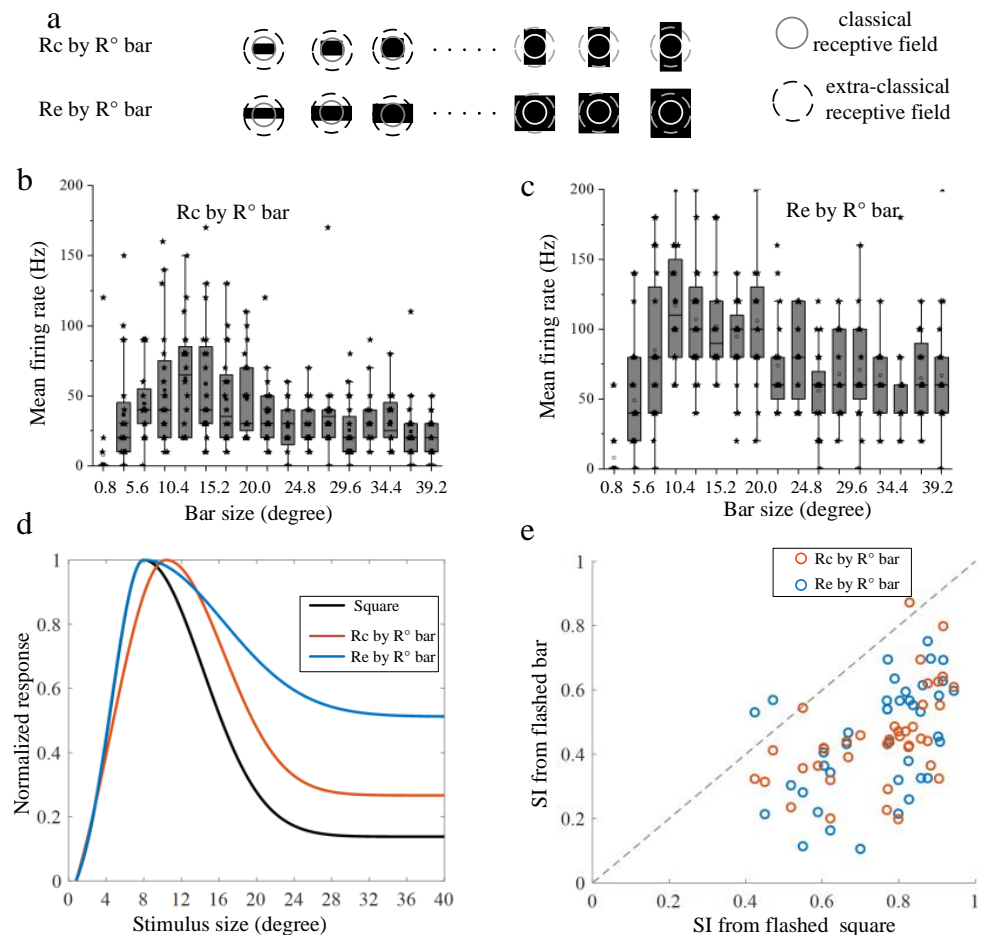 a
Rc by R° bar
Re by R° bar
classical
receptive field
extra-classical
receptive field
b
Rc by R° bar
Mean firing rate (Hz)
200
150
100
50
0
0.8 5.6 10.4 15.2 20.0 24.8 29.6 34.4 39.2
Bar size (degree)
c
Re by R° bar
Mean firing rate (Hz)
200
150
100
50
0
0.8 5.6 10.4 15.2 20.0 24.8 29.6 34.4 39.2
Bar size (degree)
d
Normalized response
1
0.8
0.6
0.4
0.2
0
0 4 8 12 16 20 24 28 32 36 40
Stimulus size (degree)
Square
Rc by R° bar
Re by R° bar
e
SI from flashed bar
1
0.8
0.6
0.4
0.2
0
0 0.2 0.4 0.6 0.8 1
SI from flashed square
Rc by R° bar
Re by R° bar